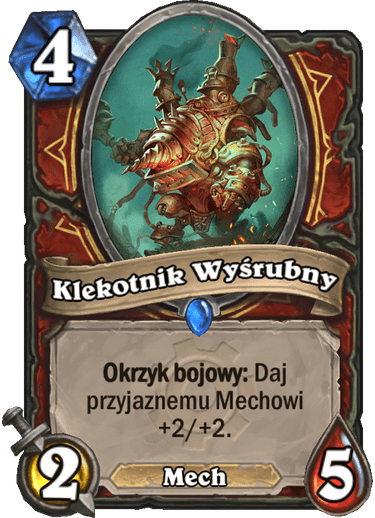 4
Klekotnik Wyśrubny
Okrzyk bojowy: Daj
przyjaznemu Mechowi
+2/+2.
2
Mech
5